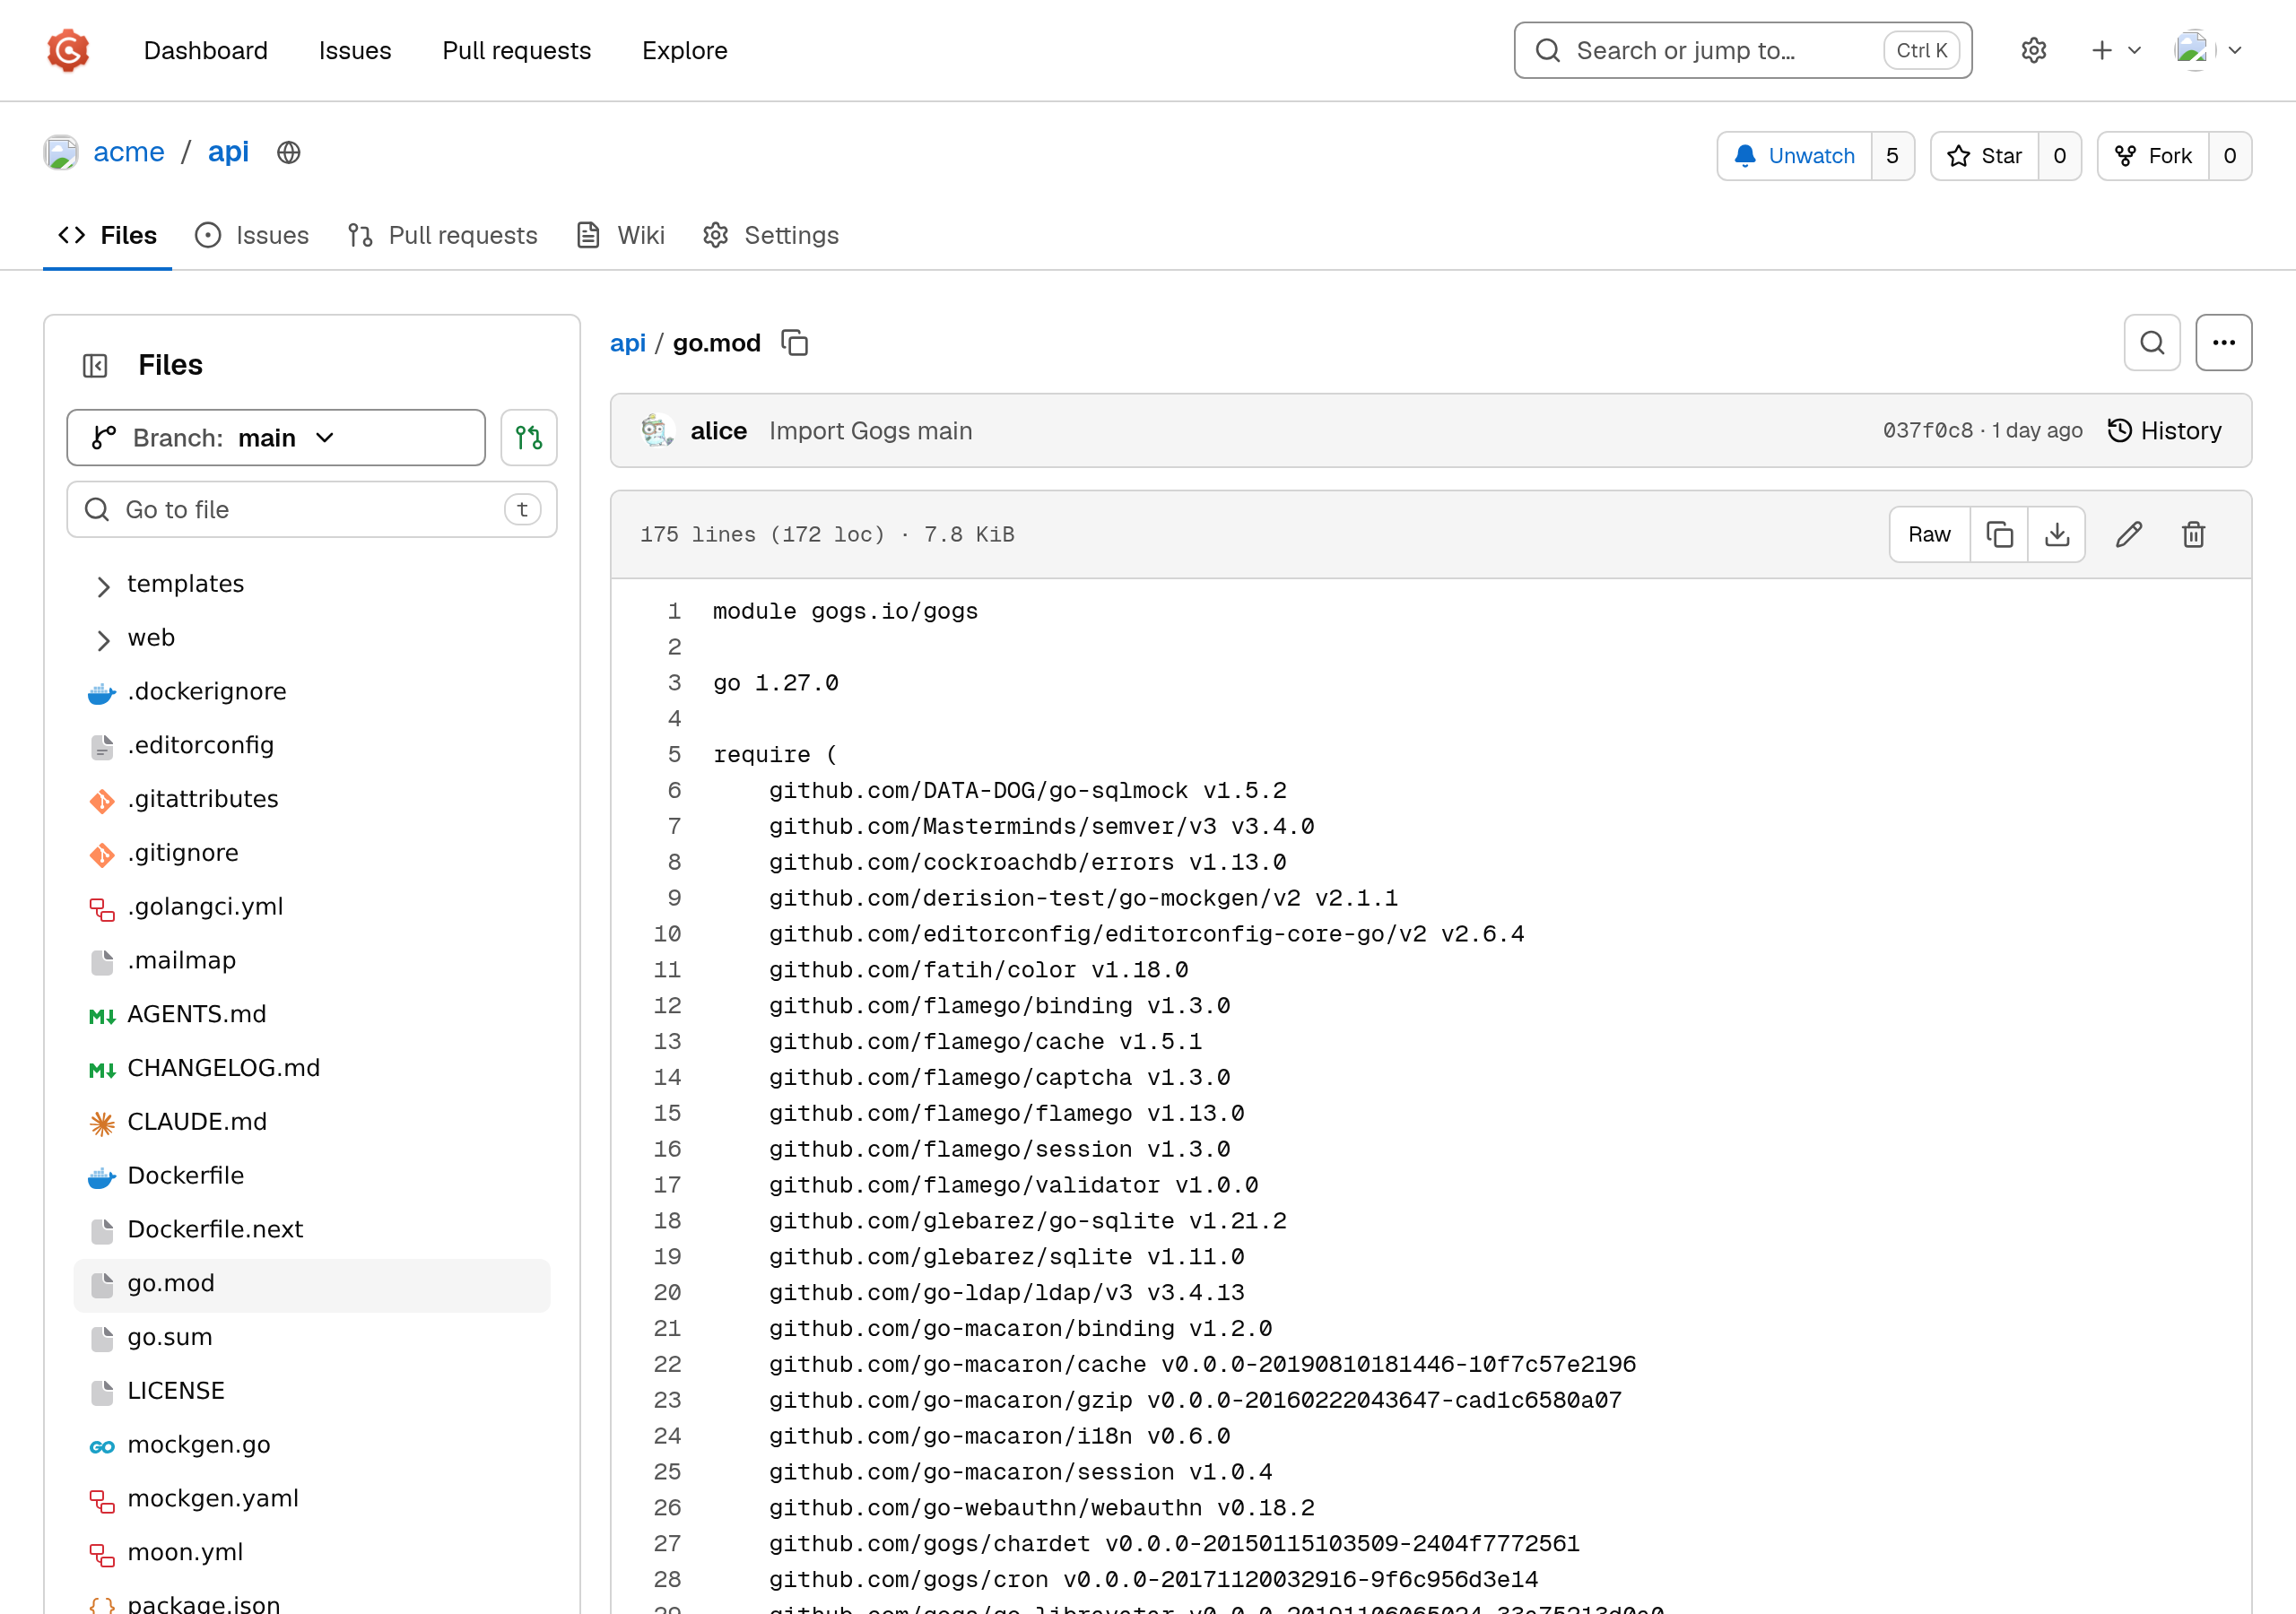 Dashboard Issues Pull requests Explore Search or jump to... Ctrl K
acme / api Unwatch 5 Star 0 Fork 0
Files Issues Pull requests Wiki Settings
Files
Branch: main
Go to file t
templates
web
.dockerignore
.editorconfig
.gitattributes
.gitignore
.golangci.yml
.mailmap
AGENTS.md
CHANGELOG.md
CLAUDE.md
Dockerfile
Dockerfile.next
go.mod
go.sum
LICENSE
mockgen.go
mockgen.yaml
moon.yml
package.json
api / go.mod
alice Import Gogs main 037f0c8 · 1 day ago History
175 lines (172 loc) · 7.8 KiB Raw
1 module gogs.io/gogs
2
3 go 1.27.0
4
5 require (
6 github.com/DATA-DOG/go-sqlmock v1.5.2
7 github.com/Masterminds/semver/v3 v3.4.0
8 github.com/cockroachdb/errors v1.13.0
9 github.com/derision-test/go-mockgen/v2 v2.1.1
10 github.com/editorconfig/editorconfig-core-go/v2 v2.6.4
11 github.com/fatih/color v1.18.0
12 github.com/flamego/binding v1.3.0
13 github.com/flamego/cache v1.5.1
14 github.com/flamego/captcha v1.3.0
15 github.com/flamego/flamego v1.13.0
16 github.com/flamego/session v1.3.0
17 github.com/flamego/validator v1.0.0
18 github.com/glebarez/go-sqlite v1.21.2
19 github.com/glebarez/sqlite v1.11.0
20 github.com/go-ldap/ldap/v3 v3.4.13
21 github.com/go-macaron/binding v1.2.0
22 github.com/go-macaron/cache v0.0.0-20190810181446-10f7c57e2196
23 github.com/go-macaron/gzip v0.0.0-20160222043647-cad1c6580a07
24 github.com/go-macaron/i18n v0.6.0
25 github.com/go-macaron/session v1.0.4
26 github.com/go-webauthn/webauthn v0.18.2
27 github.com/gogs/chardet v0.0.0-20150115103509-2404f7772561
28 github.com/gogs/cron v0.0.0-20171120032916-9f6c956d3e14